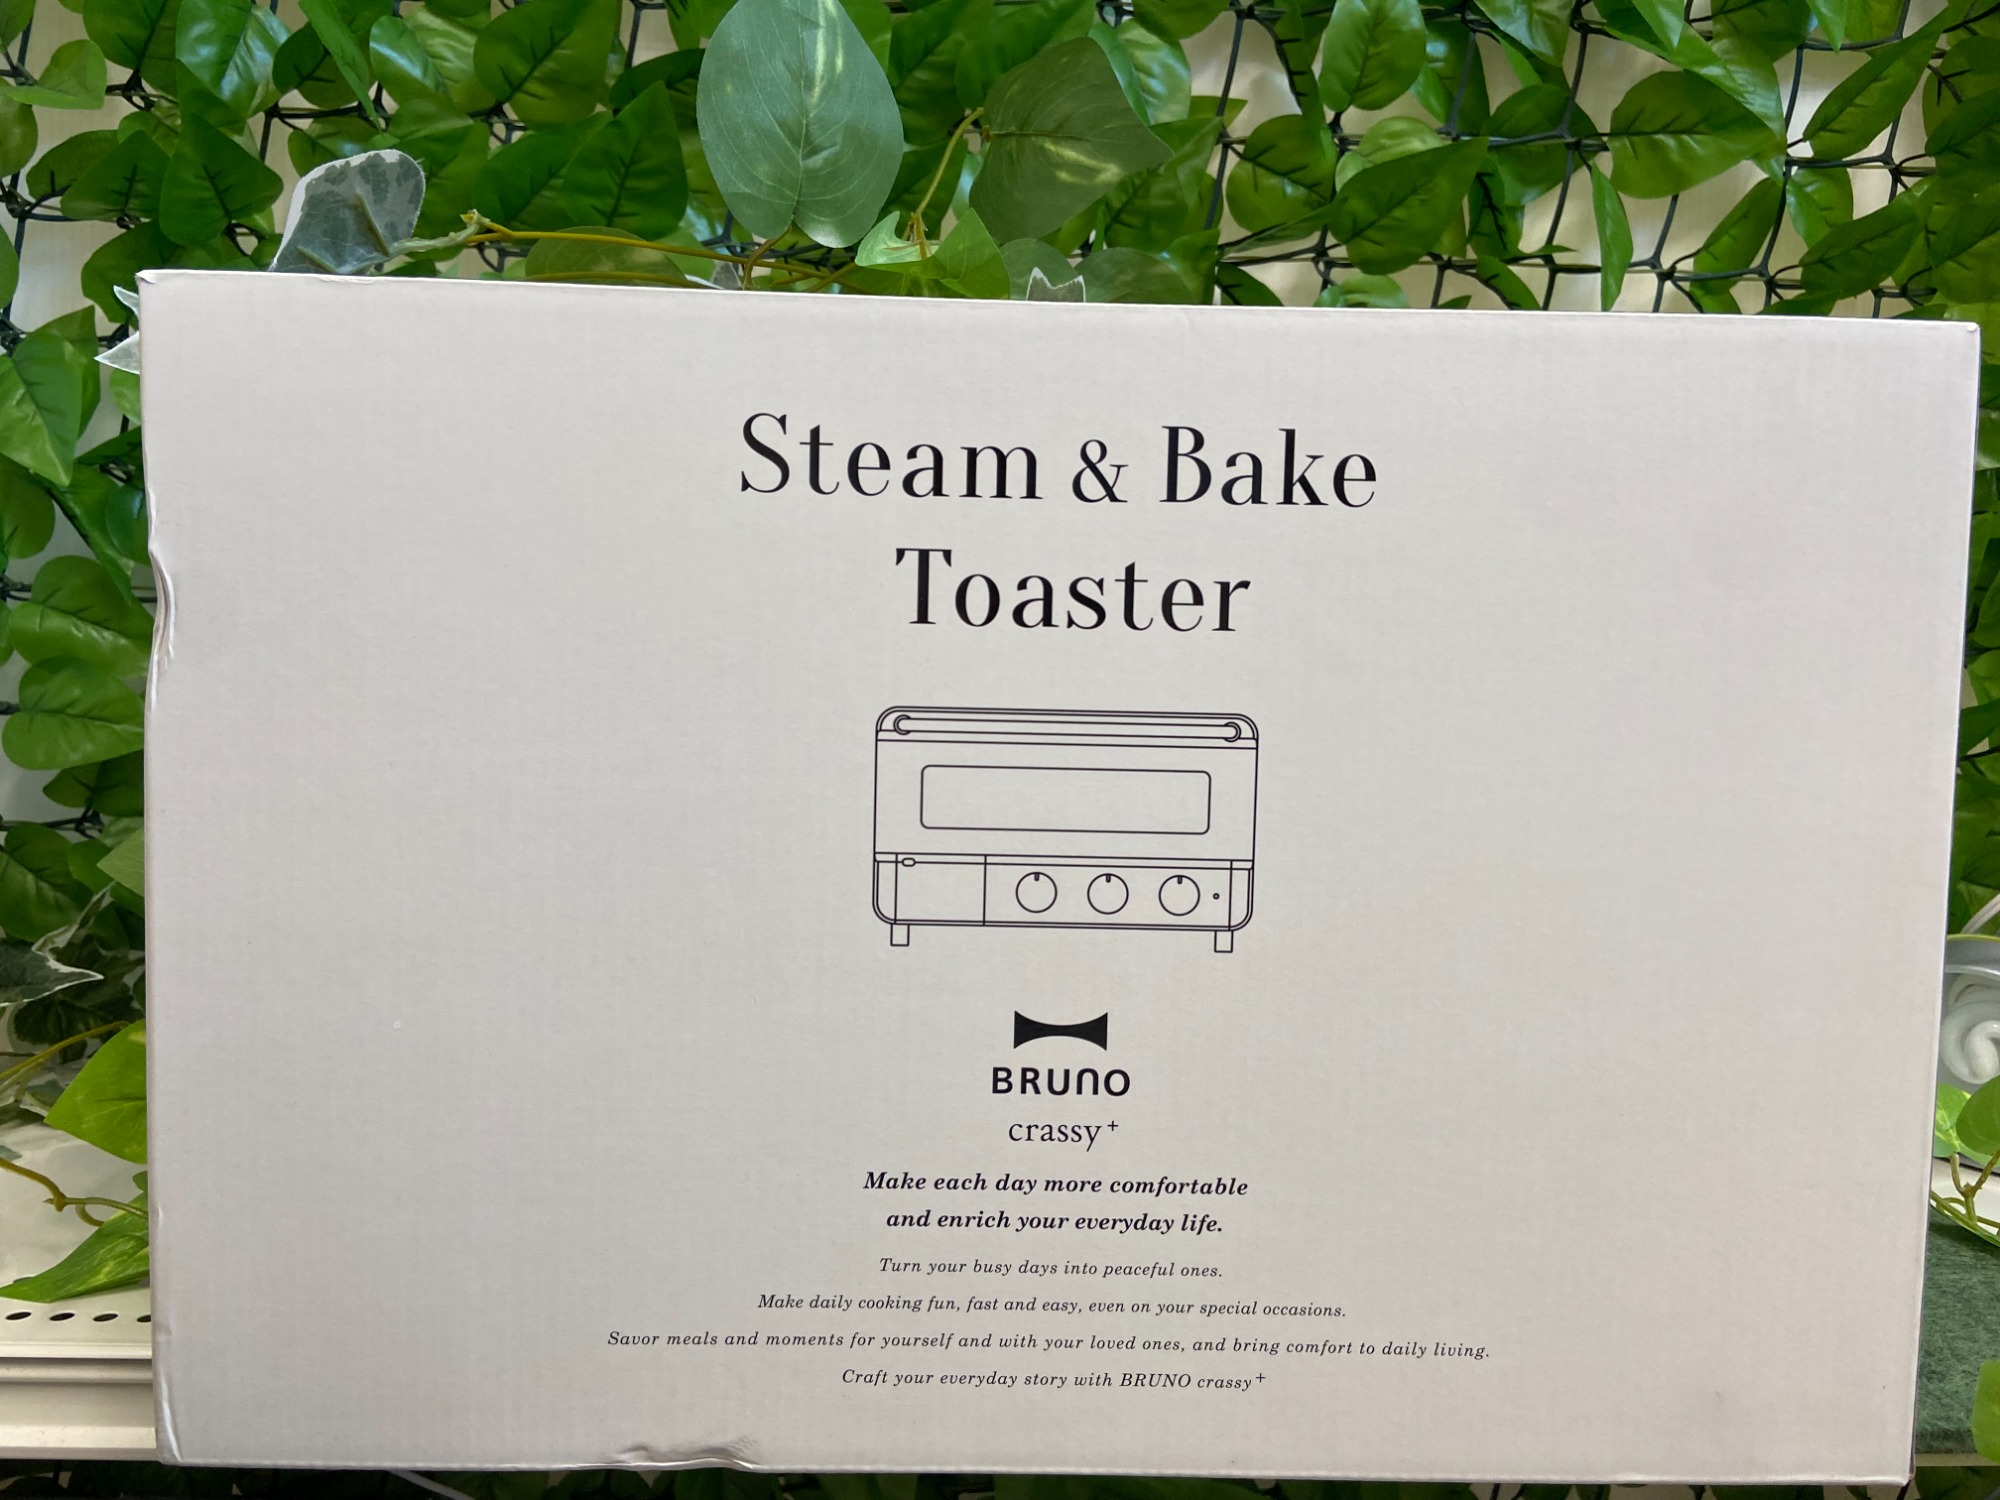 Steam & Bake
Toaster
BRUNO
crassy+
Make each day more comfortable
and enrich your everyday life.
Turn your busy days into peaceful ones.
Make daily cooking fun, fast and easy, even on your special occasions.
Savor meals and moments for yourself and with your loved ones, and bring comfort to daily living.
Craft your everyday story with BRUNO crassy+